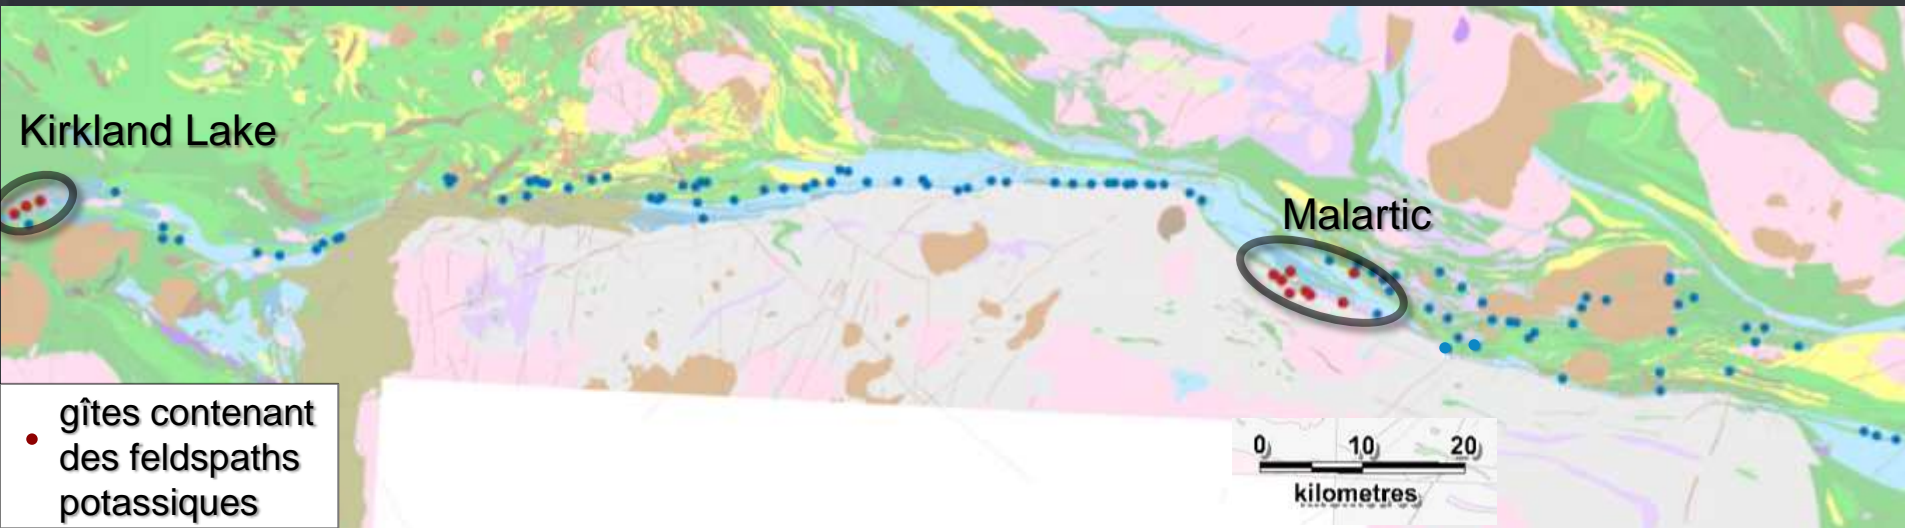 Kirkland Lake
Malartic
gîtes contenant
des feldspaths
potassiques
0 10 20
kilometres